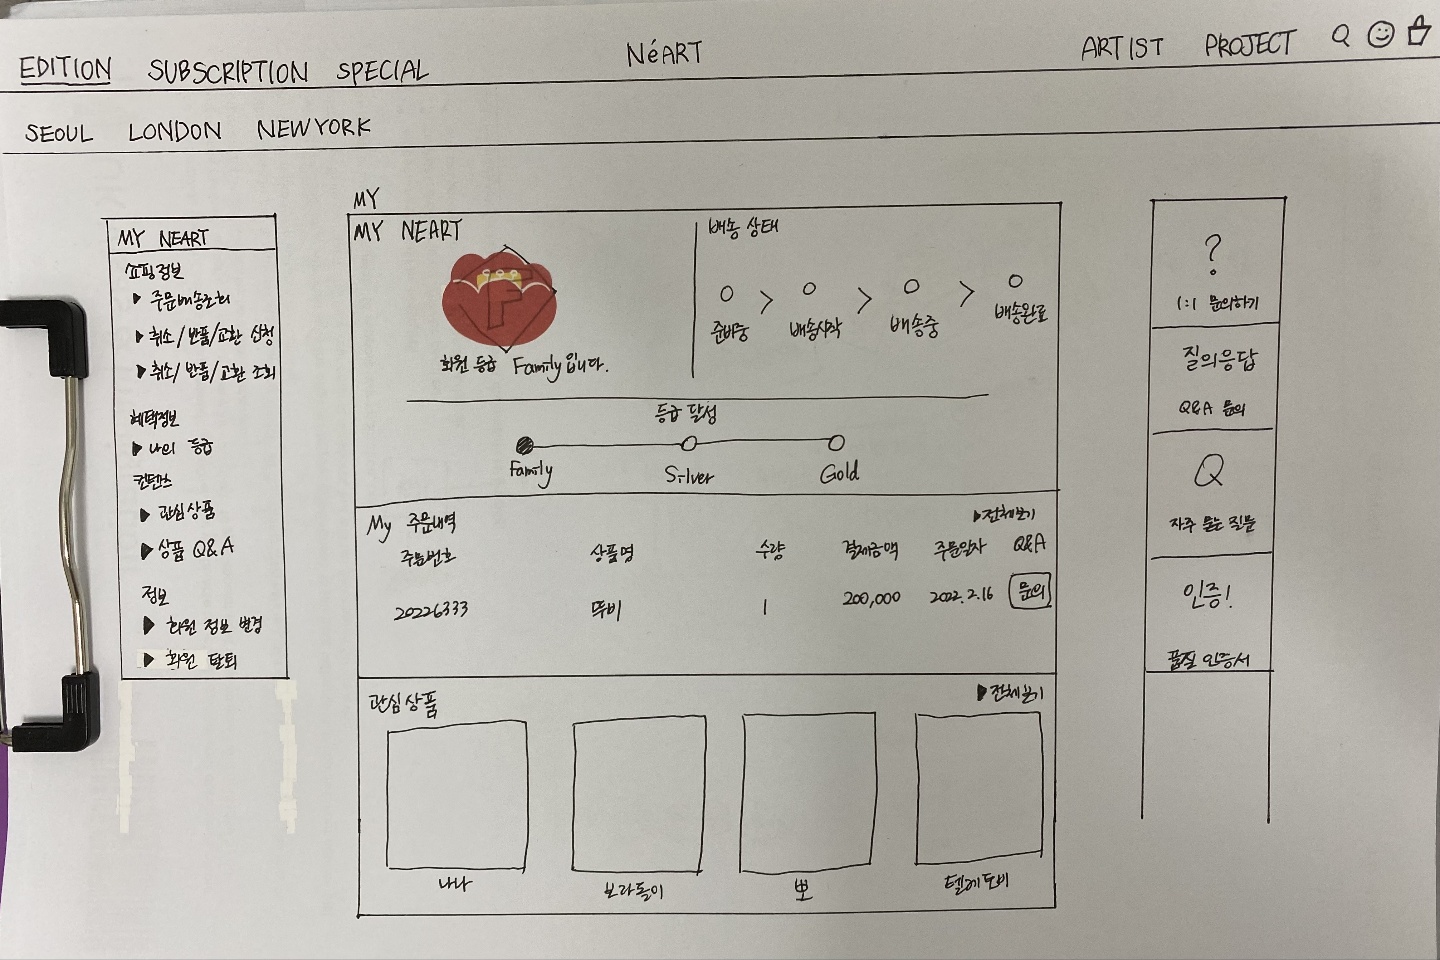 EDITION SUBSCRIPTION SPECIAL NéART ARTIST PROJECT
SEOUL LONDON NEWYORK
MY NEART
쇼핑정보
▶ 주문배송조회
▶ 취소/반품/교환 신청
▶ 취소/반품/교환 조회
혜택정보
▶ 나의 등급
컨텐츠
▶ 관심상품
▶ 상품 Q&A
정보
▶ 회원 정보 변경
▶ 회원 탈퇴
MY
MY NEART
F
회원 등급 Family입니다.
배송 상태
준비중 > 배송시작 > 배송중 > 배송완료
등급 달성
Family Silver Gold
My 주문내역 ▶전체보기
주문번호 상품명 수량 결제금액 주문일자 Q&A
20226333 뚜비 1 200,000 2022.2.16 문의
관심상품 ▶전체보기
나나 보라돌이 뽀 텔레토비
?
1:1 문의하기
질의응답
Q&A 문의
Q
자주 묻는 질문
인증!
품질 인증서